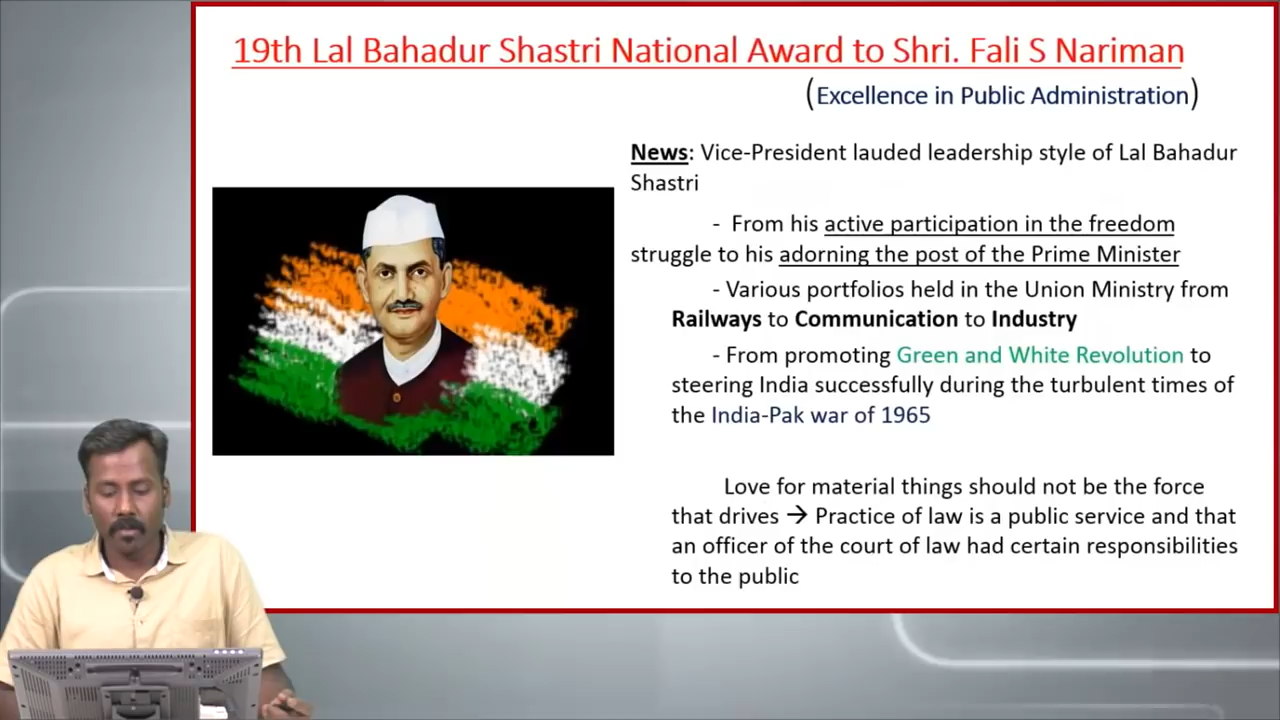 19th Lal Bahadur Shastri National Award to Shri. Fali S Nariman
(Excellence in Public Administration)
News: Vice-President lauded leadership style of Lal Bahadur
Shastri
- From his active participation in the freedom
struggle to his adorning the post of the Prime Minister
- Various portfolios held in the Union Ministry from
Railways to Communication to Industry
- From promoting Green and White Revolution to
steering India successfully during the turbulent times of
the India-Pak war of 1965
Love for material things should not be the force
that drives → Practice of law is a public service and that
an officer of the court of law had certain responsibilities
to the public